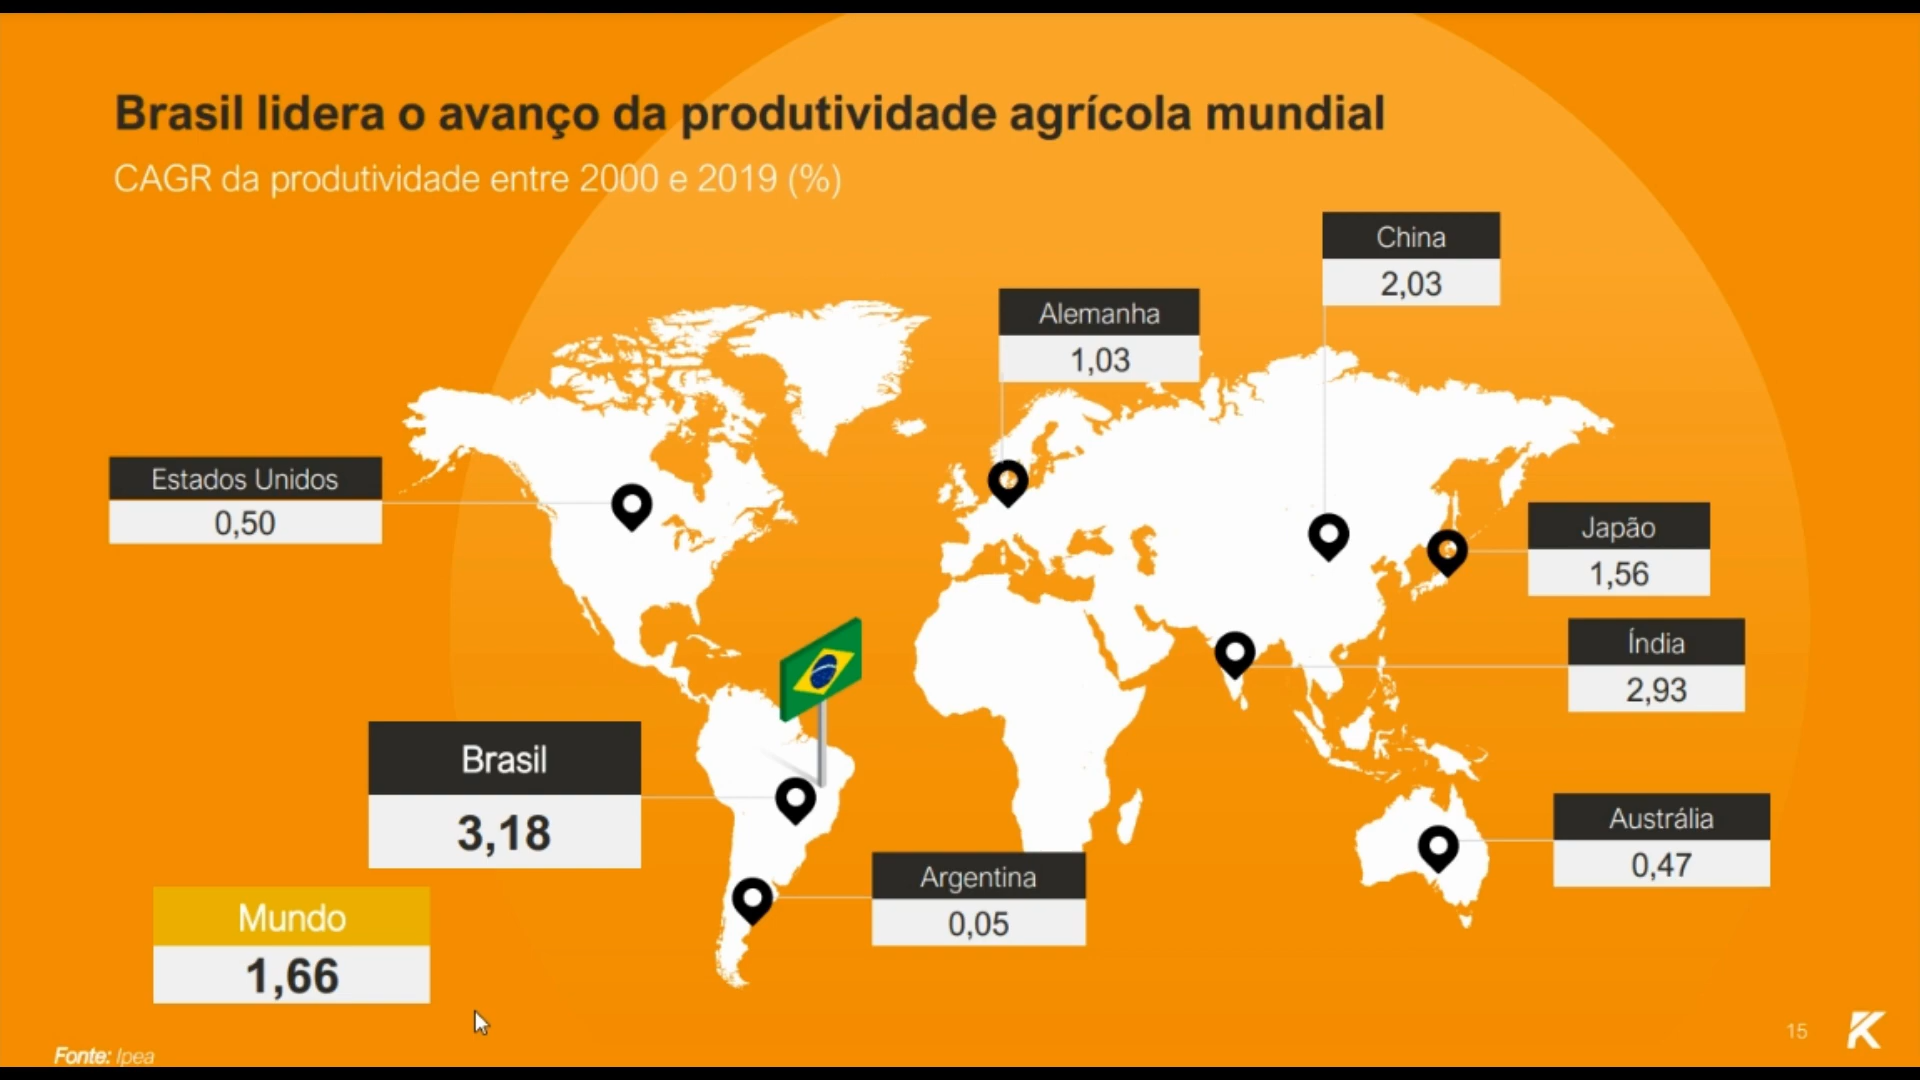 Brasil lidera o avanço da produtividade agrícola mundial
CAGR da produtividade entre 2000 e 2019 (%)
China
2,03
Alemanha
1,03
Estados Unidos
0,50
Japão
1,56
Índia
2,93
Brasil
3,18
Austrália
0,47
Argentina
0,05
Mundo
1,66
Fonte: Ipea
15